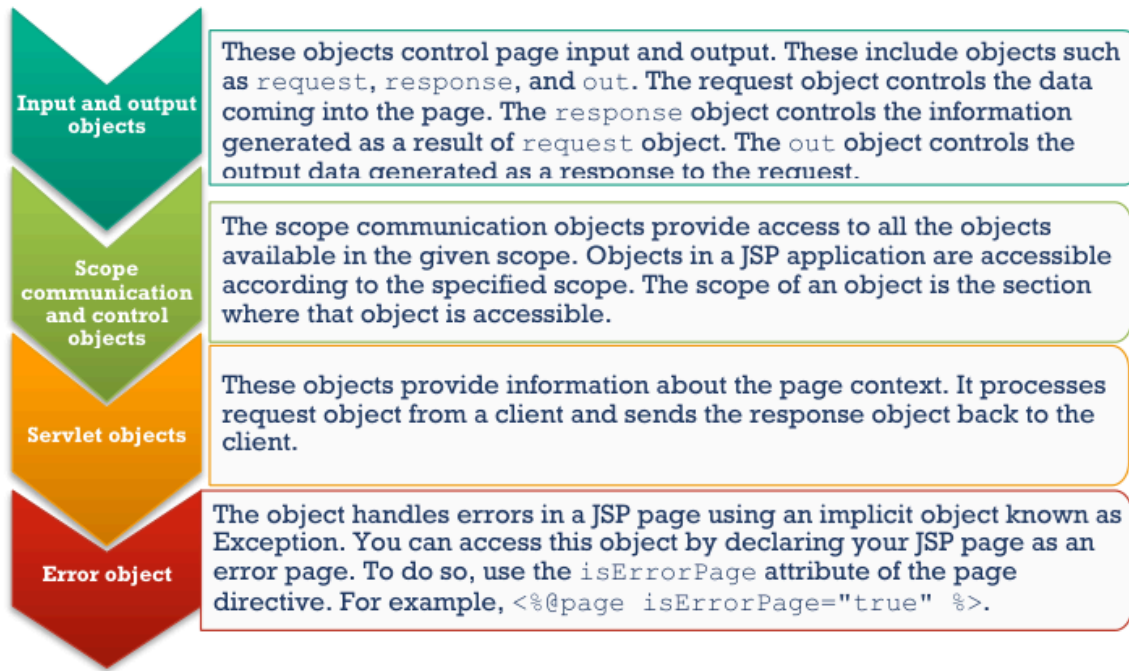 Input and output
objects
These objects control page input and output. These include objects such
as request, response, and out. The request object controls the data
coming into the page. The response object controls the information
generated as a result of request object. The out object controls the
output data generated as a response to the request.
Scope
communication
and control
objects
The scope communication objects provide access to all the objects
available in the given scope. Objects in a JSP application are accessible
according to the specified scope. The scope of an object is the section
where that object is accessible.
Servlet objects
These objects provide information about the page context. It processes
request object from a client and sends the response object back to the
client.
Error object
The object handles errors in a JSP page using an implicit object known as
Exception. You can access this object by declaring your JSP page as an
error page. To do so, use the isErrorPage attribute of the page
directive. For example, <%@page isErrorPage="true" %>.